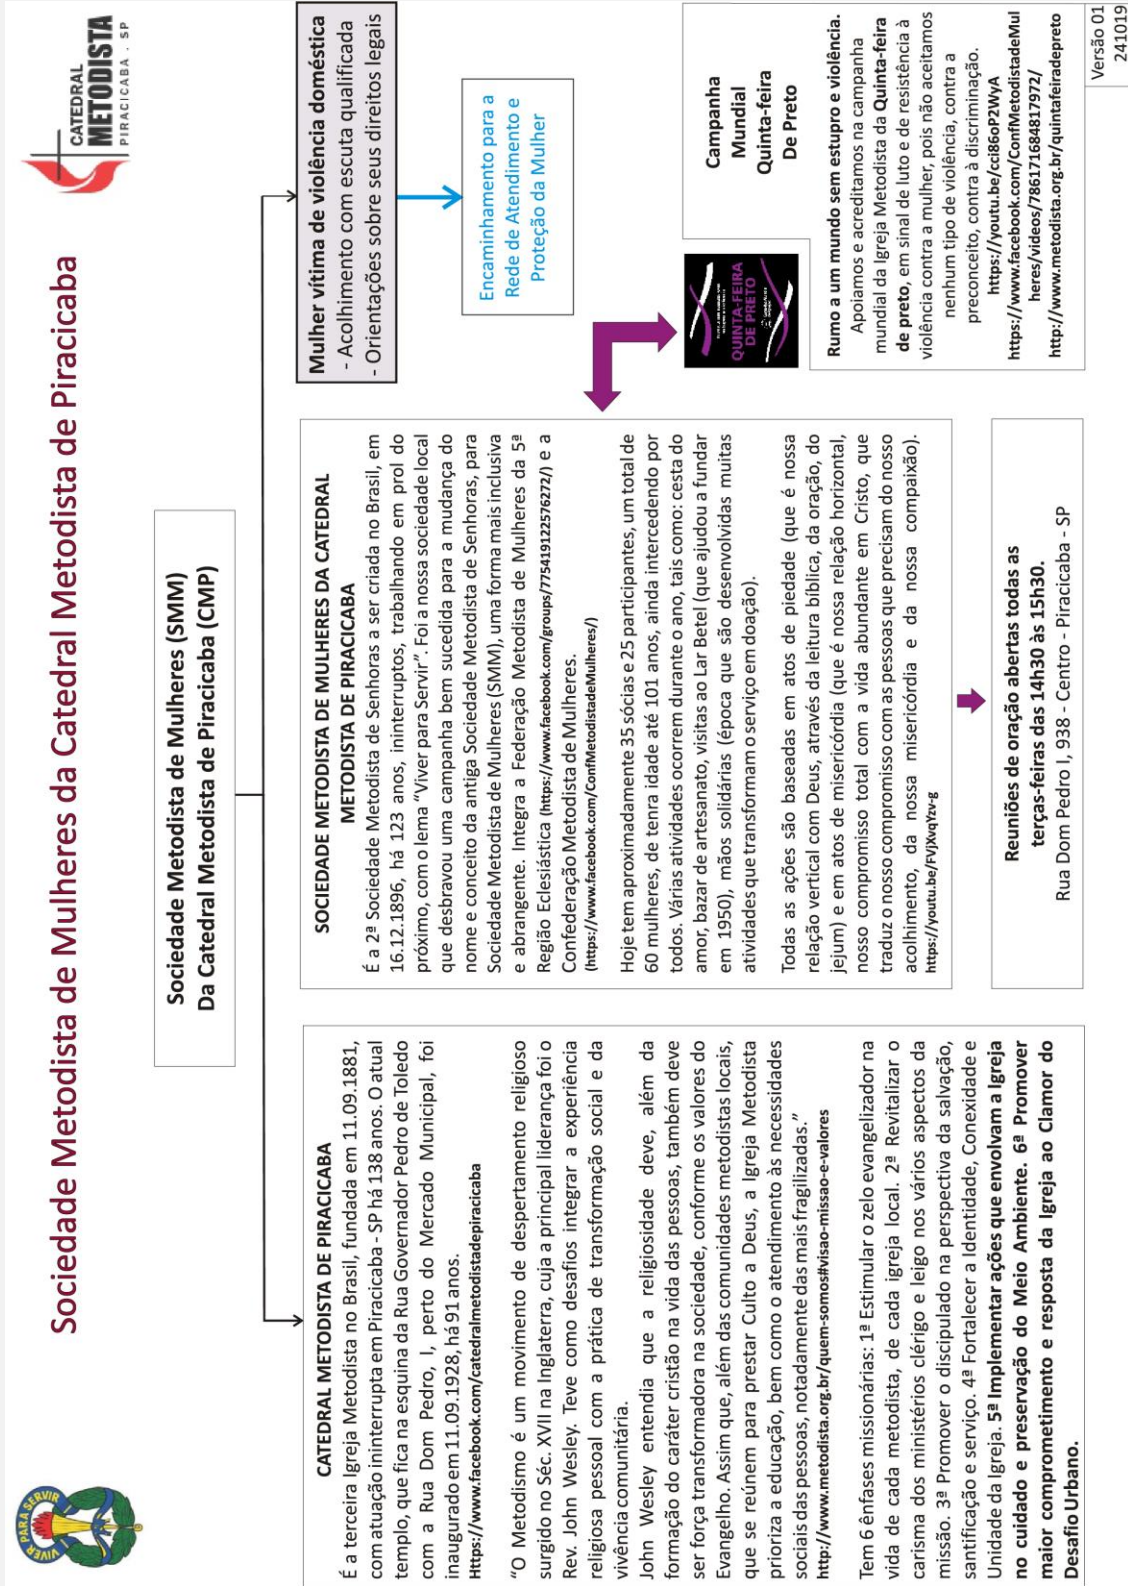 VIVER PARA SERVIR
Sociedade Metodista de Mulheres da Catedral Metodista de Piracicaba
CATEDRAL
METODISTA
PIRACICABA . SP
Sociedade Metodista de Mulheres (SMM)
Da Catedral Metodista de Piracicaba (CMP)
CATEDRAL METODISTA DE PIRACICABA
É a terceira Igreja Metodista no Brasil, fundada em 11.09.1881,
com atuação ininterrupta em Piracicaba - SP há 138 anos. O atual
templo, que fica na esquina da Rua Governador Pedro de Toledo
com a Rua Dom Pedro, I, perto do Mercado Municipal, foi
inaugurado em 11.09.1928, há 91 anos.
Https://www.facebook.com/catedralmetodistadepiracicaba
"O Metodismo é um movimento de despertamento religioso
surgido no Séc. XVII na Inglaterra, cuja a principal liderança foi o
Rev. John Wesley. Teve como desafios integrar a experiência
religiosa pessoal com a prática de transformação social e da
vivência comunitária.
John Wesley entendia que a religiosidade deve, além da
formação do caráter cristão na vida das pessoas, também deve
ser força transformadora na sociedade, conforme os valores do
Evangelho. Assim que, além das comunidades metodistas locais,
que se reúnem para prestar Culto a Deus, a Igreja Metodista
prioriza a educação, bem como o atendimento às necessidades
sociais das pessoas, notadamente das mais fragilizadas."
http://www.metodista.org.br/quem-somos#visao-missao-e-valores
Tem 6 ênfases missionárias: 1ª Estimular o zelo evangelizador na
vida de cada metodista, de cada igreja local. 2ª Revitalizar o
carisma dos ministérios clérigo e leigo nos vários aspectos da
missão. 3ª Promover o discipulado na perspectiva da salvação,
santificação e serviço. 4ª Fortalecer a Identidade, Conexidade e
Unidade da Igreja. 5ª Implementar ações que envolvam a Igreja
no cuidado e preservação do Meio Ambiente. 6ª Promover
maior comprometimento e resposta da Igreja ao Clamor do
Desafio Urbano.
SOCIEDADE METODISTA DE MULHERES DA CATEDRAL
METODISTA DE PIRACICABA
É a 2ª Sociedade Metodista de Senhoras a ser criada no Brasil, em
16.12.1896, há 123 anos, ininterruptos, trabalhando em prol do
próximo, com o lema "Viver para Servir". Foi a nossa sociedade local
que desbravou uma campanha bem sucedida para a mudança do
nome e conceito da antiga Sociedade Metodista de Senhoras, para
Sociedade Metodista de Mulheres (SMM), uma forma mais inclusiva
e abrangente. Integra a Federação Metodista de Mulheres da 5ª
Região Eclesiástica (https://www.facebook.com/groups/775419122576272/) e a
Confederação Metodista de Mulheres.
(https://www.facebook.com/ConfMetodistadeMulheres/)
Hoje tem aproximadamente 35 sócias e 25 participantes, um total de
60 mulheres, de tenra idade até 101 anos, ainda intercedendo por
todos. Várias atividades ocorrem durante o ano, tais como: cesta do
amor, bazar de artesanato, visitas ao Lar Betel (que ajudou a fundar
em 1950), mãos solidárias (época que são desenvolvidas muitas
atividades que transformam o serviço em doação).
Todas as ações são baseadas em atos de piedade (que é nossa
relação vertical com Deus, através da leitura bíblica, da oração, do
jejum) e em atos de misericórdia (que é nossa relação horizontal,
nosso compromisso total com a vida abundante em Cristo, que
traduz o nosso compromisso com as pessoas que precisam do nosso
acolhimento, da nossa misericórdia e da nossa compaixão).
https://youtu.be/FVjXvqYzv-g
Reuniões de oração abertas todas as
terças-feiras das 14h30 às 15h30.
Rua Dom Pedro I, 938 - Centro - Piracicaba - SP
Mulher vítima de violência doméstica
- Acolhimento com escuta qualificada
- Orientações sobre seus direitos legais
Encaminhamento para a
Rede de Atendimento e
Proteção da Mulher
QUINTA-FEIRA
DE PRETO
Campanha
Mundial
Quinta-feira
De Preto
Rumo a um mundo sem estupro e violência.
Apoiamos e acreditamos na campanha
mundial da Igreja Metodista da Quinta-feira
de preto, em sinal de luto e de resistência à
violência contra a mulher, pois não aceitamos
nenhum tipo de violência, contra a
preconceito, contra à discriminação.
https://youtu.be/cci86oP2WyA
https://www.facebook.com/ConfMetodistadeMul
heres/videos/786171684817972/
http://www.metodista.org.br/quintafeiradepreto
Versão 01
241019